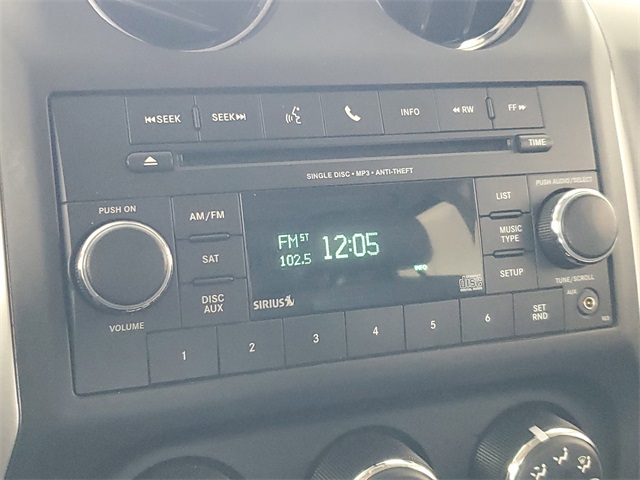 ⏮SEEK SEEK⏭ INFO ◀◀RW FF▶▶
TIME
SINGLE DISC • MP3 • ANTI-THEFT
PUSH ON
VOLUME
AM/FM
SAT
DISC AUX
FM ST 12:05
102.5
INFO
SIRIUS
LIST
MUSIC TYPE
SETUP
PUSH AUDIO/SELECT
TUNE/SCROLL
AUX
1 2 3 4 5 6 SET RND